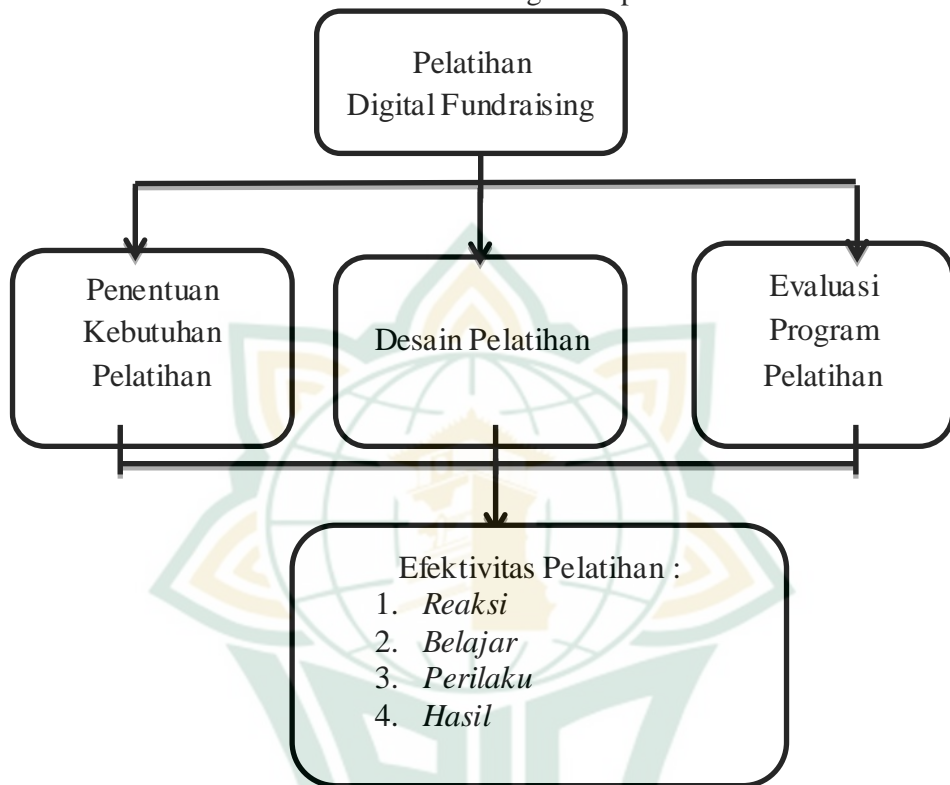 Pelatihan
Digital Fundraising
Penentuan
Kebutuhan
Pelatihan
Desain Pelatihan
Evaluasi
Program
Pelatihan
Efektivitas Pelatihan :
1. Reaksi
2. Belajar
3. Perilaku
4. Hasil